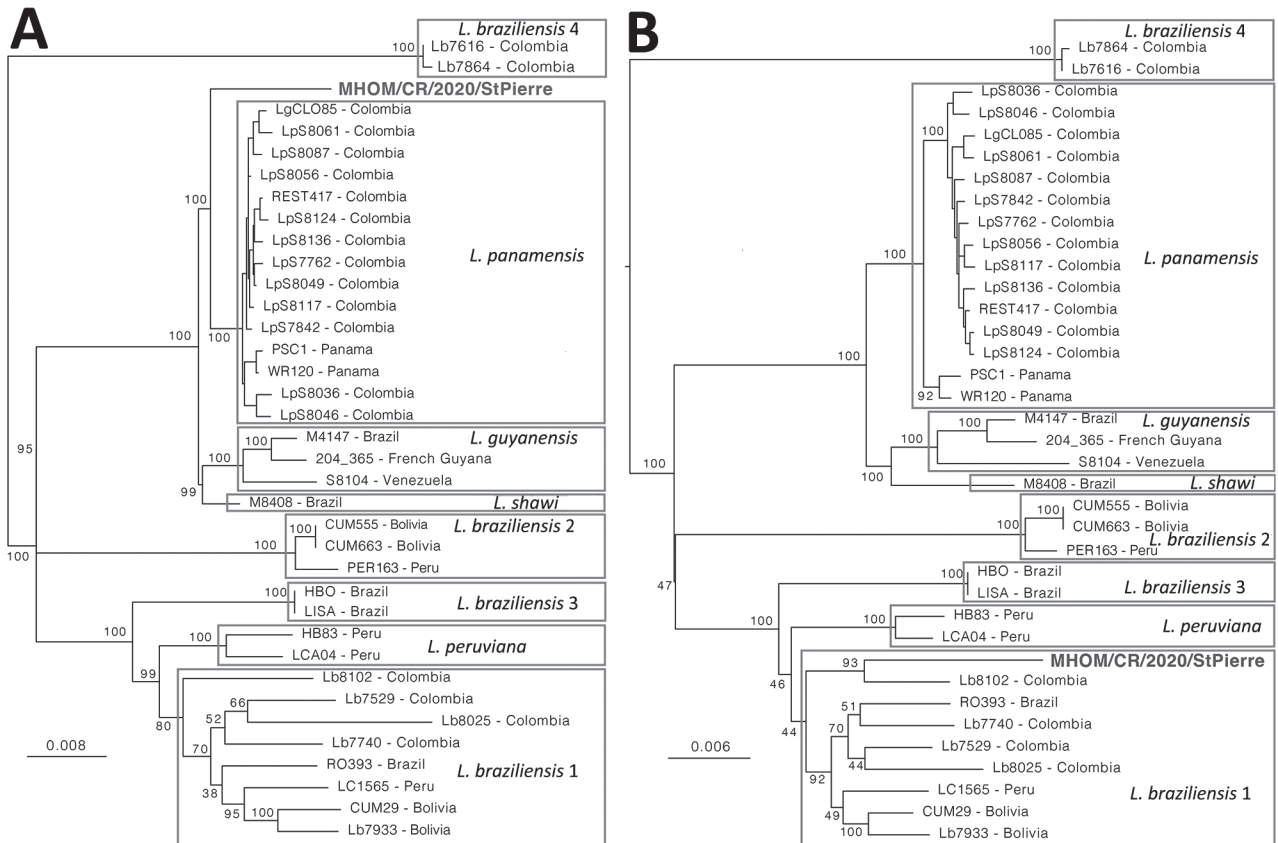 A
L. braziliensis 4
100
Lb7616 - Colombia
Lb7864 - Colombia
MHOM/CR/2020/StPierre
LgCLO85 - Colombia
LpS8061 - Colombia
LpS8087 - Colombia
LpS8056 - Colombia
100
REST417 - Colombia
LpS8124 - Colombia
LpS8136 - Colombia
L. panamensis
LpS7762 - Colombia
LpS8049 - Colombia
LpS8117 - Colombia
LpS7842 - Colombia
100
100
PSC1 - Panama
WR120 - Panama
LpS8036 - Colombia
LpS8046 - Colombia
M4147 - Brazil
L. guyanensis
100
95
204_365 - French Guyana
100
S8104 - Venezuela
99
M8408 - Brazil
L. shawi
CUM555 - Bolivia
L. braziliensis 2
100
CUM663 - Bolivia
100
100
PER163 - Peru
HBO - Brazil
100
L. braziliensis 3
LISA - Brazil
100
HB83 - Peru
100
L. peruviana
LCA04 - Peru
99
Lb8102 - Colombia
Lb7529 - Colombia
66
52
Lb8025 - Colombia
80
Lb7740 - Colombia
70
0.008
RO393 - Brazil
L. braziliensis 1
LC1565 - Peru
38
CUM29 - Bolivia
95
100
Lb7933 - Bolivia
B
L. braziliensis 4
Lb7864 - Colombia
100
Lb7616 - Colombia
LpS8036 - Colombia
LpS8046 - Colombia
100
LgCL085 - Colombia
LpS8061 - Colombia
LpS8087 - Colombia
LpS7842 - Colombia
LpS7762 - Colombia
LpS8056 - Colombia
100
L. panamensis
LpS8117 - Colombia
LpS8136 - Colombia
REST417 - Colombia
LpS8049 - Colombia
LpS8124 - Colombia
100
PSC1 - Panama
92
WR120 - Panama
M4147 - Brazil
L. guyanensis
100
204_365 - French Guyana
100
S8104 - Venezuela
100
100
M8408 - Brazil
L. shawi
CUM555 - Bolivia
100
100
CUM663 - Bolivia
L. braziliensis 2
PER163 - Peru
HBO - Brazil
100
47
L. braziliensis 3
LISA - Brazil
HB83 - Peru
100
100
L. peruviana
LCA04 - Peru
MHOM/CR/2020/StPierre
93
46
Lb8102 - Colombia
RO393 - Brazil
51
Lb7740 - Colombia
44
70
Lb7529 - Colombia
0.006
44
Lb8025 - Colombia
92
LC1565 - Peru
L. braziliensis 1
CUM29 - Bolivia
49
100
Lb7933 - Bolivia